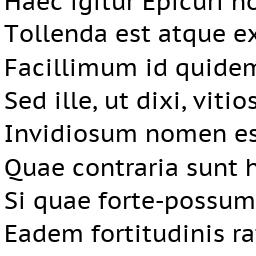 Haec igitur Epicuri no
Tollenda est atque ex
Facillimum id quidem
Sed ille, ut dixi, vitios
Invidiosum nomen es
Quae contraria sunt h
Si quae forte-possum
Eadem fortitudinis ra